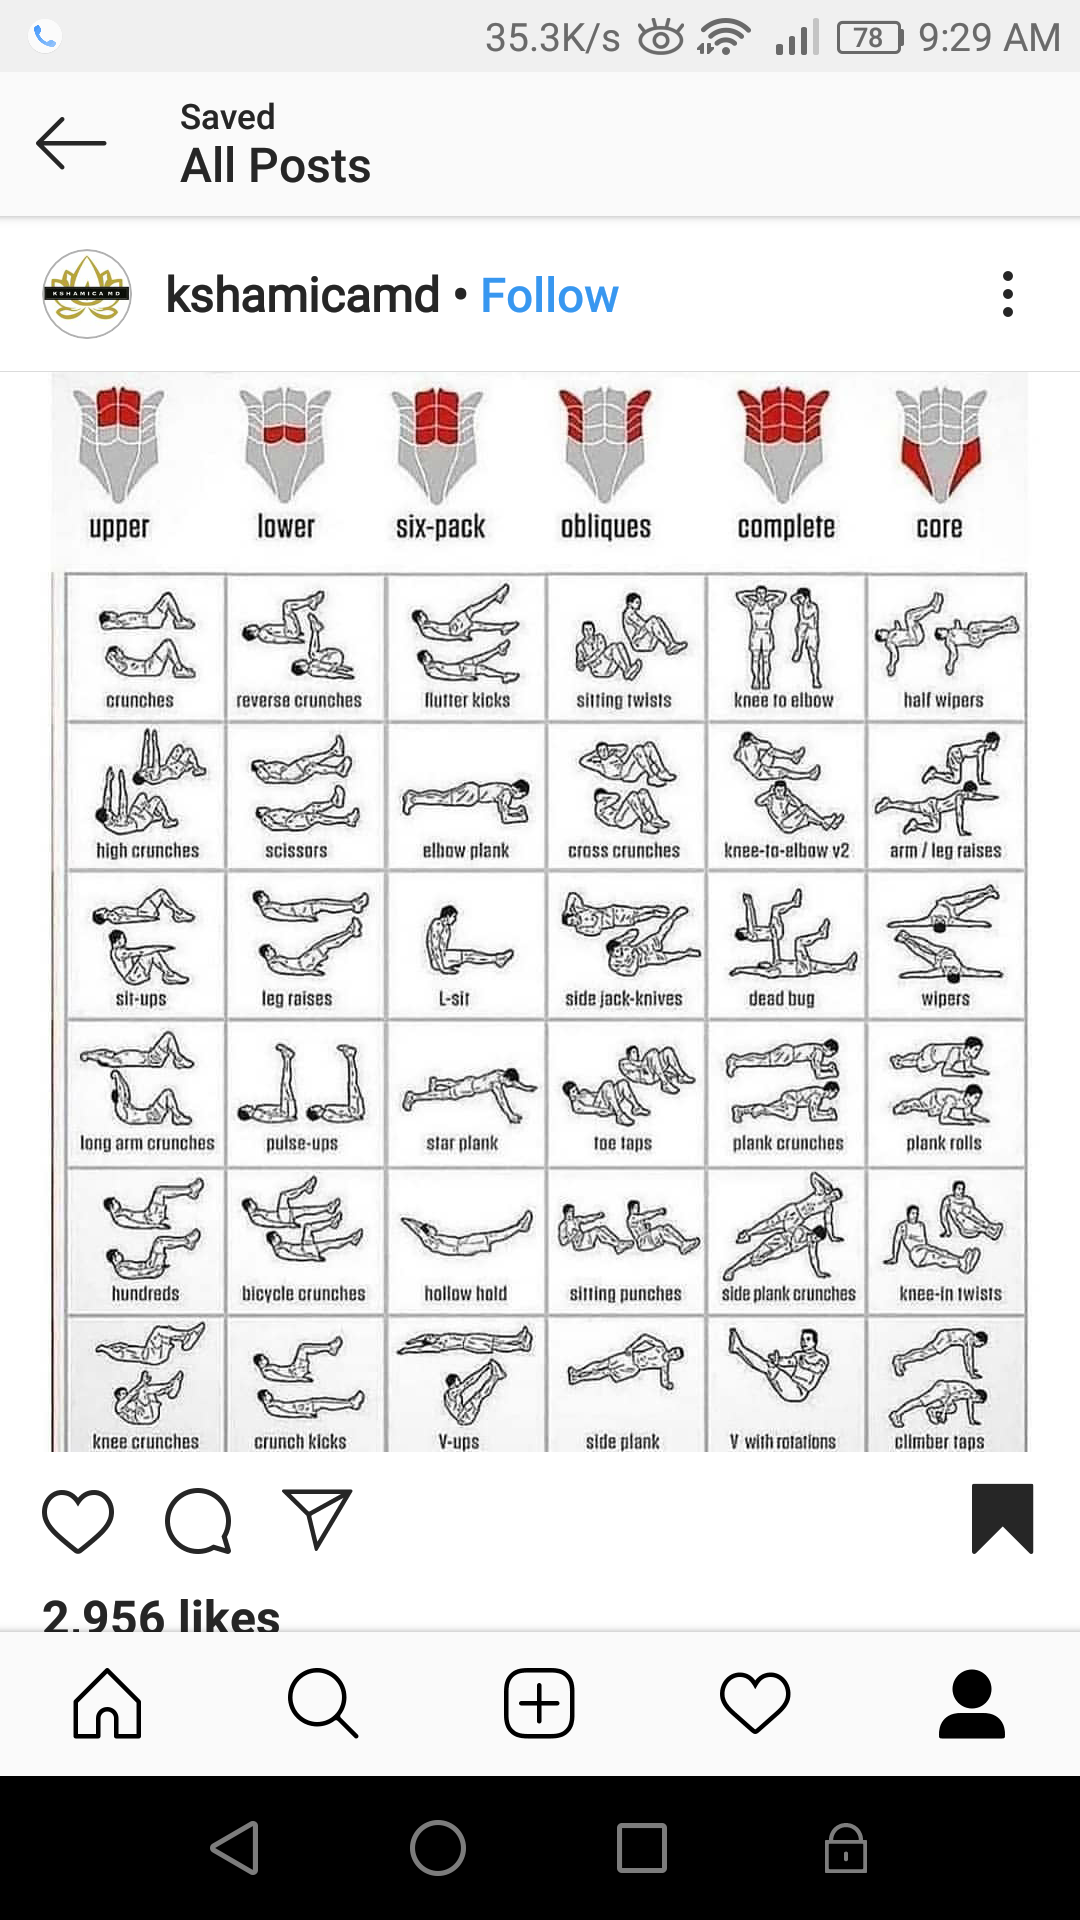 35.3K/s 78 9:29 AM
Saved
All Posts
KSHAMICA MD
kshamicamd • Follow
upper lower six-pack obliques complete core
crunches reverse crunches flutter kicks sitting twists knee to elbow half wipers
high crunches scissors elbow plank cross crunches knee-to-elbow v2 arm / leg raises
sit-ups leg raises L-sit side jack-knives dead bug wipers
long arm crunches pulse-ups star plank toe taps plank crunches plank rolls
hundreds bicycle crunches hollow hold sitting punches side plank crunches knee-in twists
knee crunches crunch kicks V-ups side plank V with rotations climber taps
2,956 likes